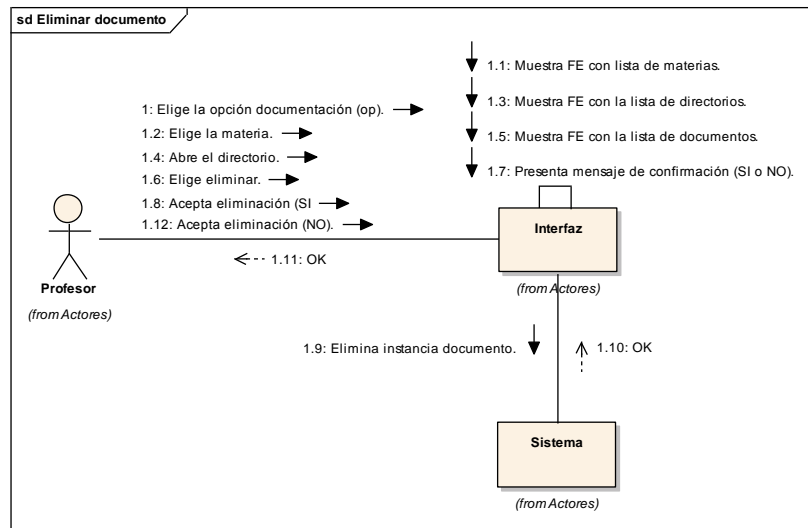 sd Eliminar documento
1.1: Muestra FE con lista de materias.
1.3: Muestra FE con la lista de directorios.
1.5: Muestra FE con la lista de documentos.
1.7: Presenta mensaje de confirmación (SI o NO).
1: Elige la opción documentación (op).
1.2: Elige la materia.
1.4: Abre el directorio.
1.6: Elige eliminar.
1.8: Acepta eliminación (SI
1.12: Acepta eliminación (NO).
Interfaz
(from Actores)
1.11: OK
Profesor
(from Actores)
1.9: Elimina instancia documento.
1.10: OK
Sistema
(from Actores)